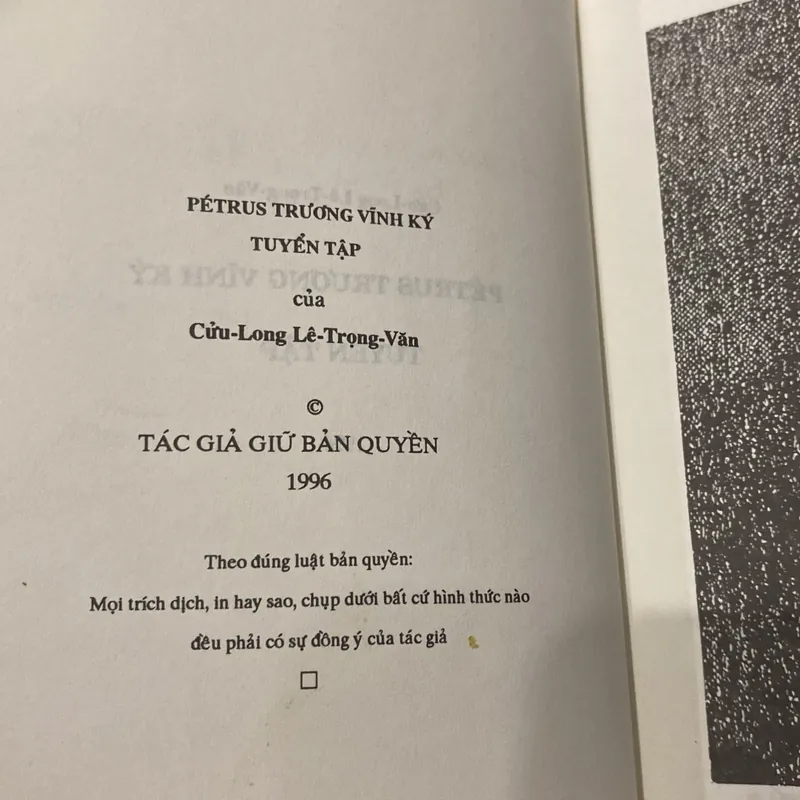 PÉTRUS TRƯƠNG VĨNH KÝ
TUYỂN TẬP
của
Cửu-Long Lê-Trọng-Văn
©
TÁC GIẢ GIỮ BẢN QUYỀN
1996
Theo đúng luật bản quyền:
Mọi trích dịch, in hay sao, chụp dưới bất cứ hình thức nào
đều phải có sự đồng ý của tác giả